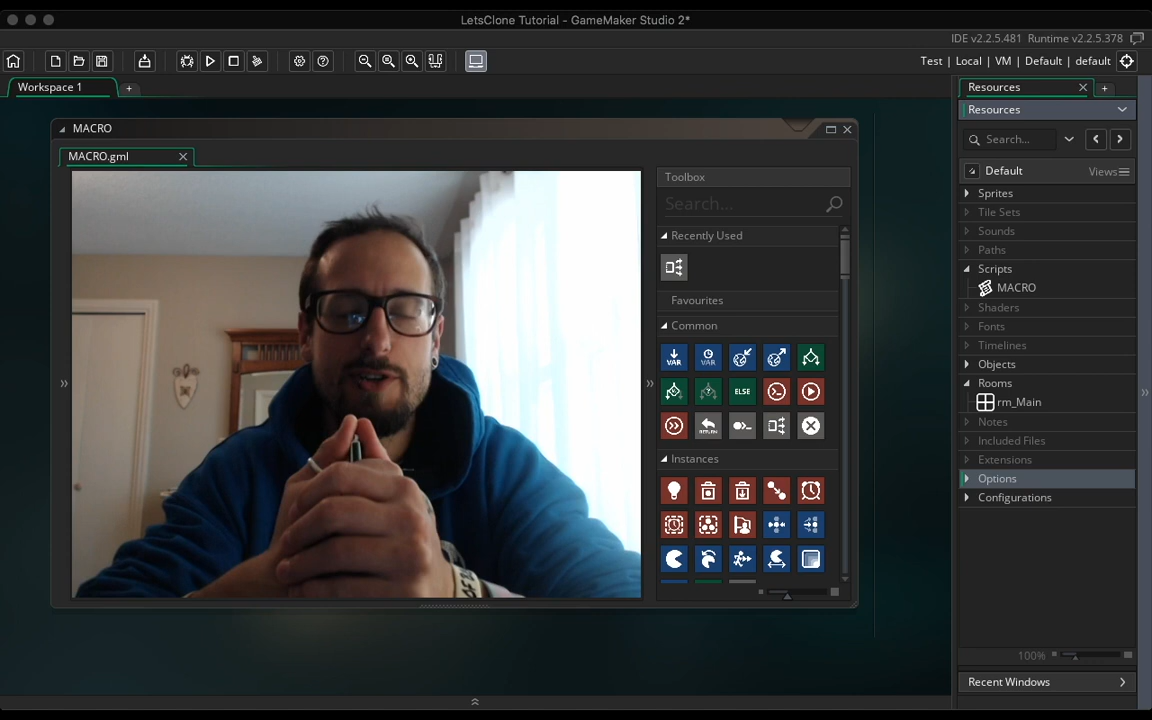 LetsClone Tutorial - GameMaker Studio 2*
IDE v2.2.5.481 Runtime v2.2.5.378
Test | Local | VM | Default | default
Workspace 1
+
Resources
+
Resources
MACRO
Search...
MACRO.gml
Default
Views
Toolbox
Sprites
Search...
Tile Sets
Sounds
Recently Used
Paths
Scripts
MACRO
Favourites
Shaders
Common
Fonts
Timelines
VAR
VAR
Objects
Rooms
ELSE
rm_Main
Notes
RETURN
Included Files
Instances
Extensions
Options
Configurations
100%
Recent Windows